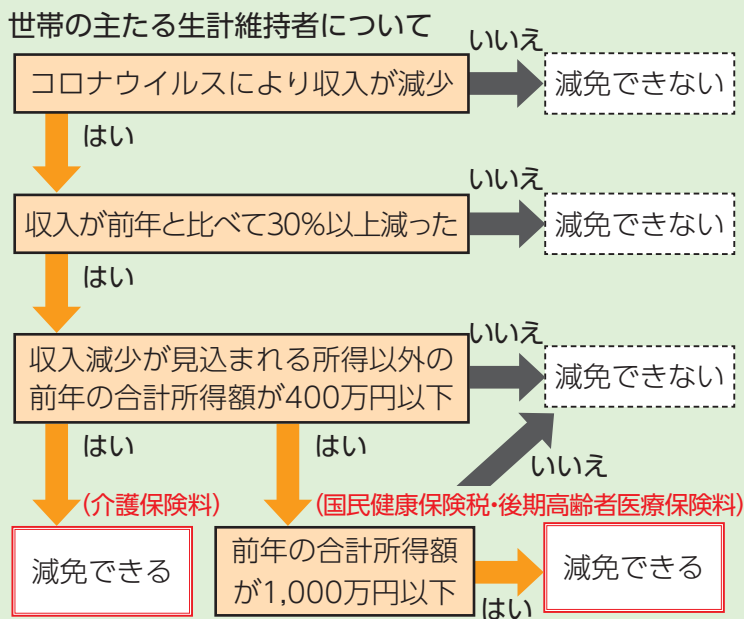 世帯の主たる生計維持者について
コロナウイルスにより収入が減少
いいえ
減免できない
はい
収入が前年と比べて30%以上減った
いいえ
減免できない
はい
収入減少が見込まれる所得以外の
前年の合計所得額が400万円以下
いいえ
減免できない
はい
はい
いいえ
(介護保険料)
(国民健康保険税・後期高齢者医療保険料)
減免できる
前年の合計所得額
が1,000万円以下
はい
減免できる